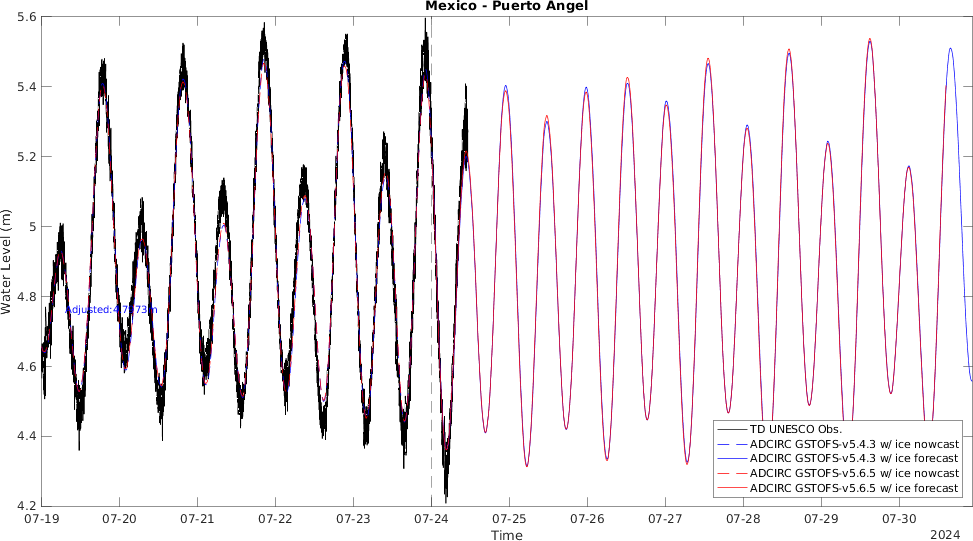 Mexico - Puerto Angel
5.6
5.4
5.2
5
4.8
4.6
4.4
4.2
Water Level (m)
TD UNESCO Obs.
ADCIRC GSTOFS-v5.4.3 w/ ice nowcast
ADCIRC GSTOFS-v5.4.3 w/ ice forecast
ADCIRC GSTOFS-v5.6.5 w/ ice nowcast
ADCIRC GSTOFS-v5.6.5 w/ ice forecast
07-19 07-20 07-21 07-22 07-23 07-24 07-25 07-26 07-27 07-28 07-29 07-30
Time
2024